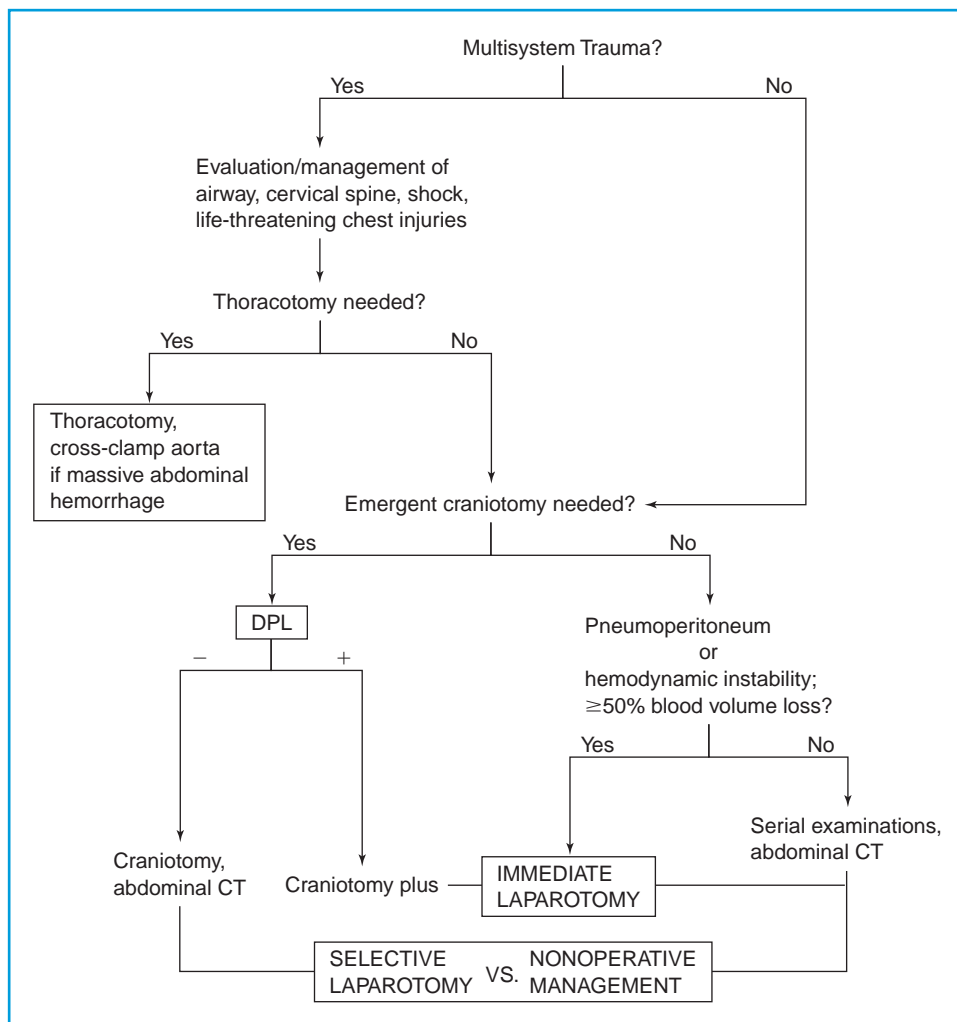 Multisystem Trauma?
Yes
No
Evaluation/management of
airway, cervical spine, shock,
life-threatening chest injuries
Thoracotomy needed?
Yes
No
Thoracotomy,
cross-clamp aorta
if massive abdominal
hemorrhage
Emergent craniotomy needed?
Yes
No
DPL
− +
Pneumoperitoneum
or
hemodynamic instability;
≥50% blood volume loss?
Yes
No
Craniotomy,
abdominal CT
Craniotomy plus
IMMEDIATE
LAPAROTOMY
Serial examinations,
abdominal CT
SELECTIVE
LAPAROTOMY
VS.
NONOPERATIVE
MANAGEMENT